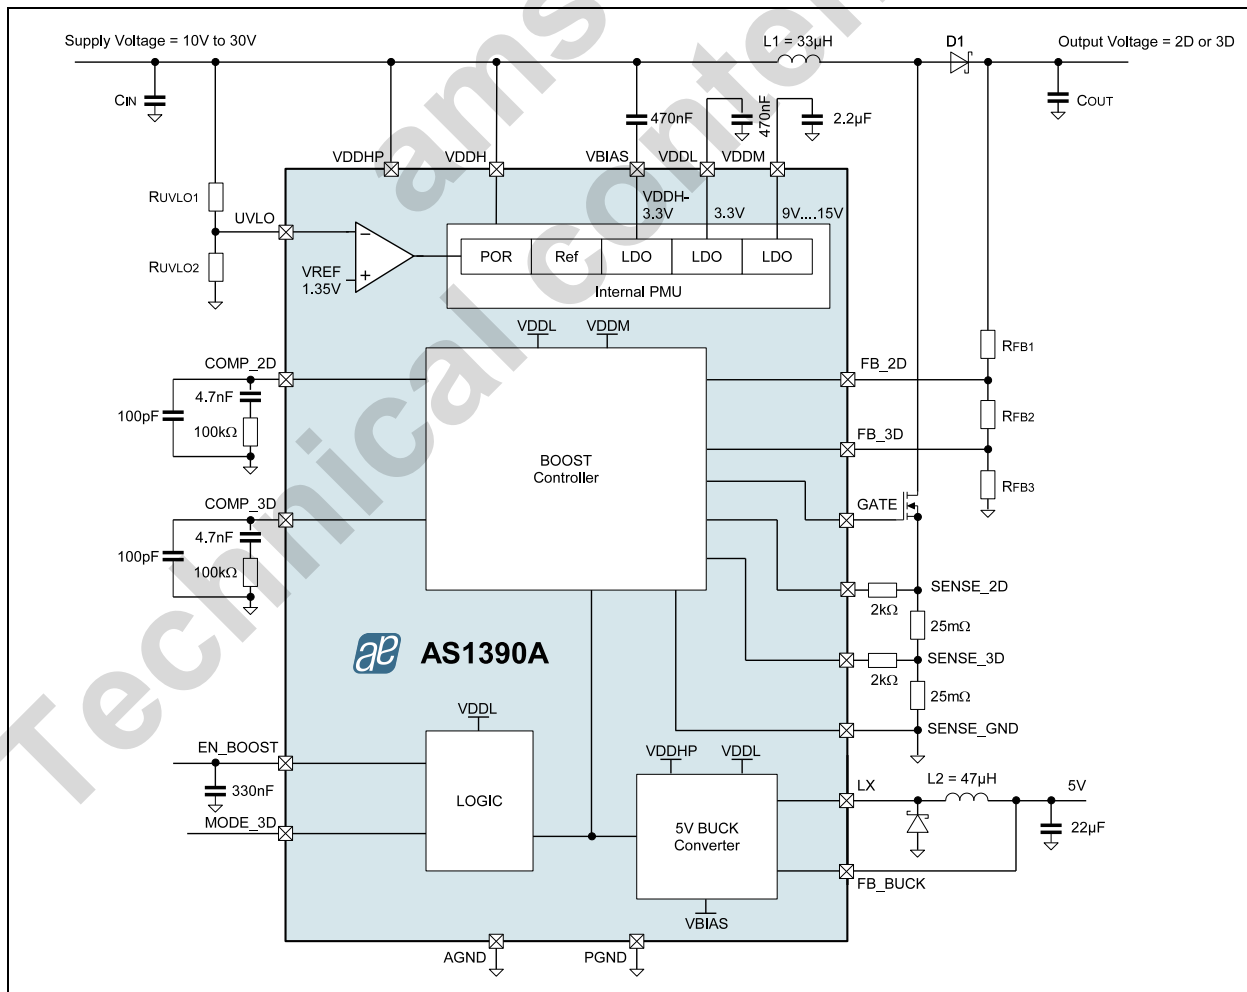 Supply Voltage = 10V to 30V
L1 = 33µH
D1
Output Voltage = 2D or 3D
CIN
470nF
470nF
2.2µF
COUT
VDDHP
VDDH
VBIAS
VDDL
VDDM
RUVLO1
UVLO
RUVLO2
VREF
1.35V
VDDH-
3.3V
3.3V
9V....15V
POR
Ref
LDO
LDO
LDO
Internal PMU
VDDL
VDDM
COMP_2D
FB_2D
RFB1
100pF
4.7nF
100kΩ
FB_3D
RFB2
BOOST
Controller
RFB3
COMP_3D
GATE
100pF
4.7nF
100kΩ
SENSE_2D
2kΩ
25mΩ
AS1390A
SENSE_3D
2kΩ
25mΩ
VDDL
SENSE_GND
EN_BOOST
330nF
LOGIC
MODE_3D
VDDHP
VDDL
LX
L2 = 47µH
5V
22µF
5V BUCK
Converter
FB_BUCK
VBIAS
AGND
PGND
ams
Technical content